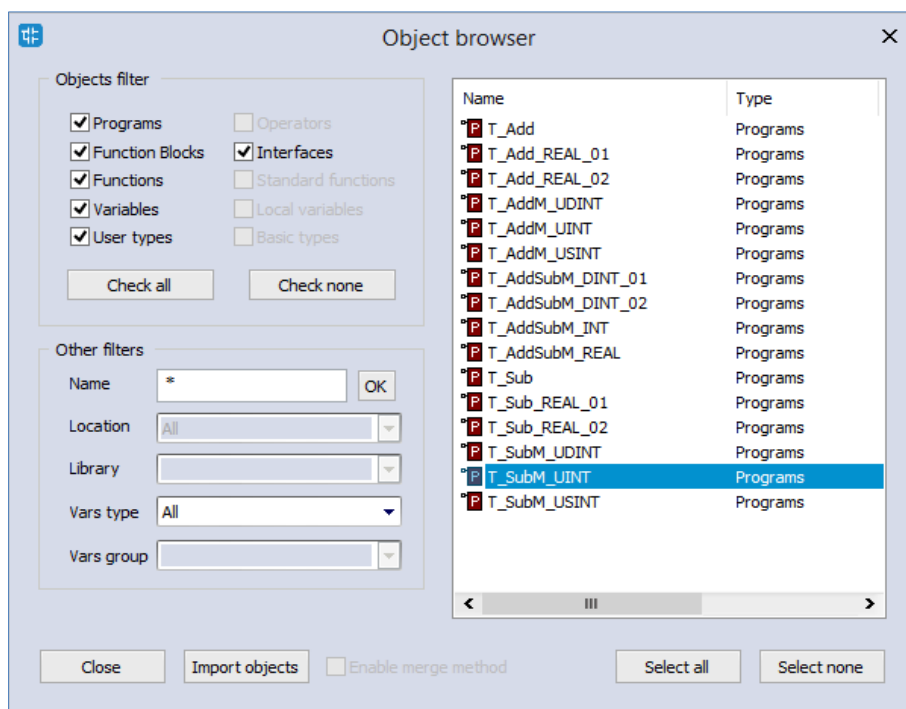 Object browser
Objects filter
Programs Operators
Function Blocks Interfaces
Functions Standard functions
Variables Local variables
User types Basic types
Check all Check none
Other filters
Name * OK
Location All
Library
Vars type All
Vars group
Name Type
P T_Add Programs
P T_Add_REAL_01 Programs
P T_Add_REAL_02 Programs
P T_AddM_UDINT Programs
P T_AddM_UINT Programs
P T_AddM_USINT Programs
P T_AddSubM_DINT_01 Programs
P T_AddSubM_DINT_02 Programs
P T_AddSubM_INT Programs
P T_AddSubM_REAL Programs
P T_Sub Programs
P T_Sub_REAL_01 Programs
P T_Sub_REAL_02 Programs
P T_SubM_UDINT Programs
P T_SubM_UINT Programs
P T_SubM_USINT Programs
Close Import objects Enable merge method Select all Select none